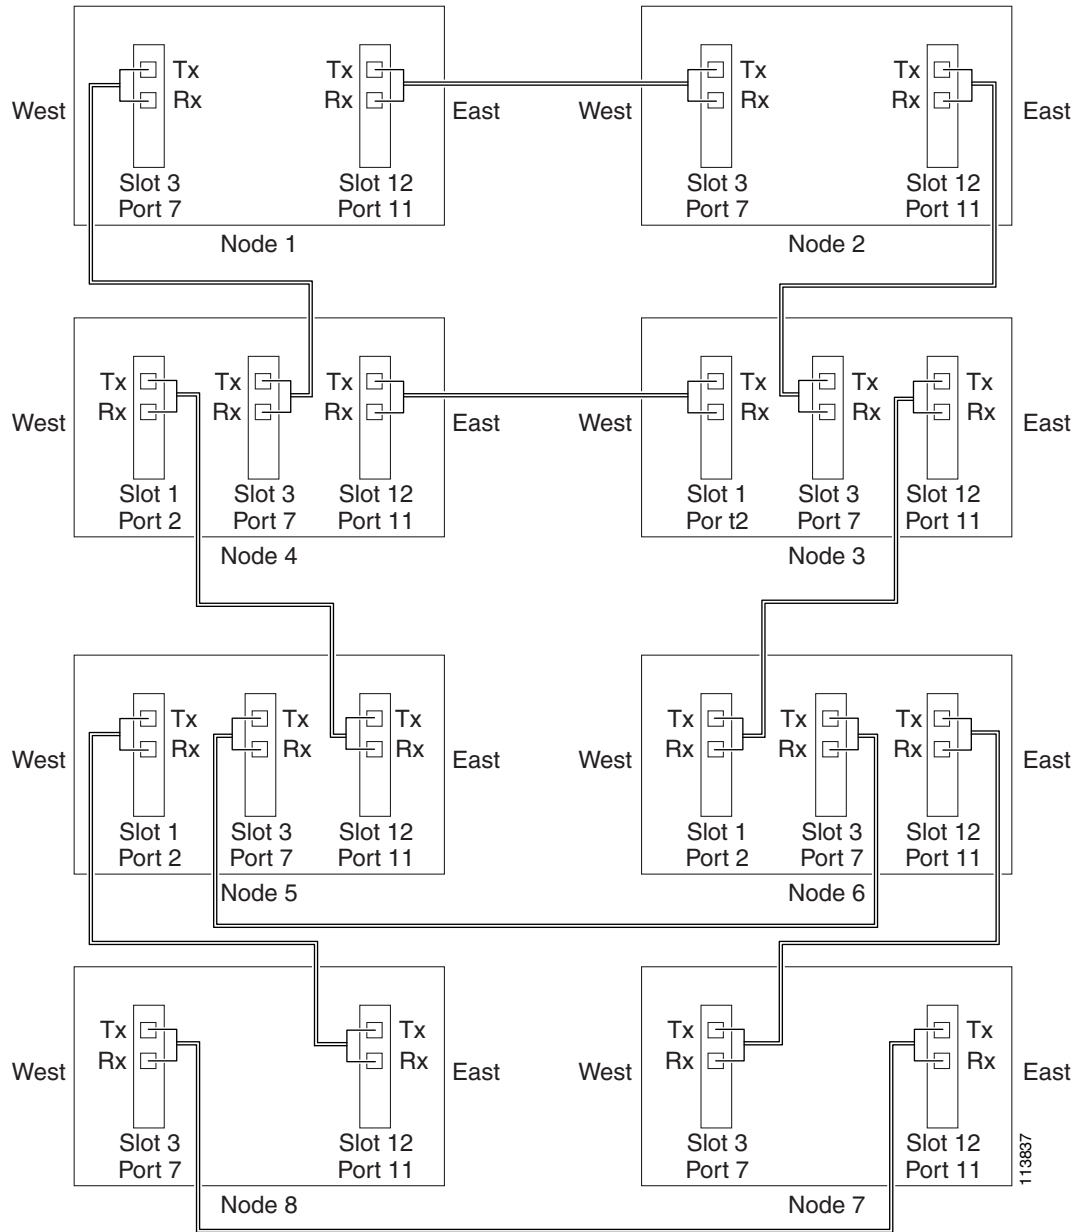 Tx Tx Tx Tx
Rx Rx Rx Rx
West East West East
Slot 3 Slot 12 Slot 3 Slot 12
Port 7 Port 11 Port 7 Port 11
Node 1 Node 2
Tx Tx Tx Tx Tx Tx
Rx Rx Rx Rx Rx Rx
West East West East
Slot 1 Slot 3 Slot 12 Slot 1 Slot 3 Slot 12
Port 2 Port 7 Port 11 Por t2 Port 7 Port 11
Node 4 Node 3
Tx Tx Tx Tx Tx Tx
Rx Rx Rx Rx Rx Rx
West East West East
Slot 1 Slot 3 Slot 12 Slot 1 Slot 3 Slot 12
Port 2 Port 7 Port 11 Port 2 Port 7 Port 11
Node 5 Node 6
Tx Tx Tx Tx
Rx Rx Rx Rx
West East West East
Slot 3 Slot 12 Slot 3 Slot 12
Port 7 Port 11 Port 7 Port 11
Node 8 Node 7
113837